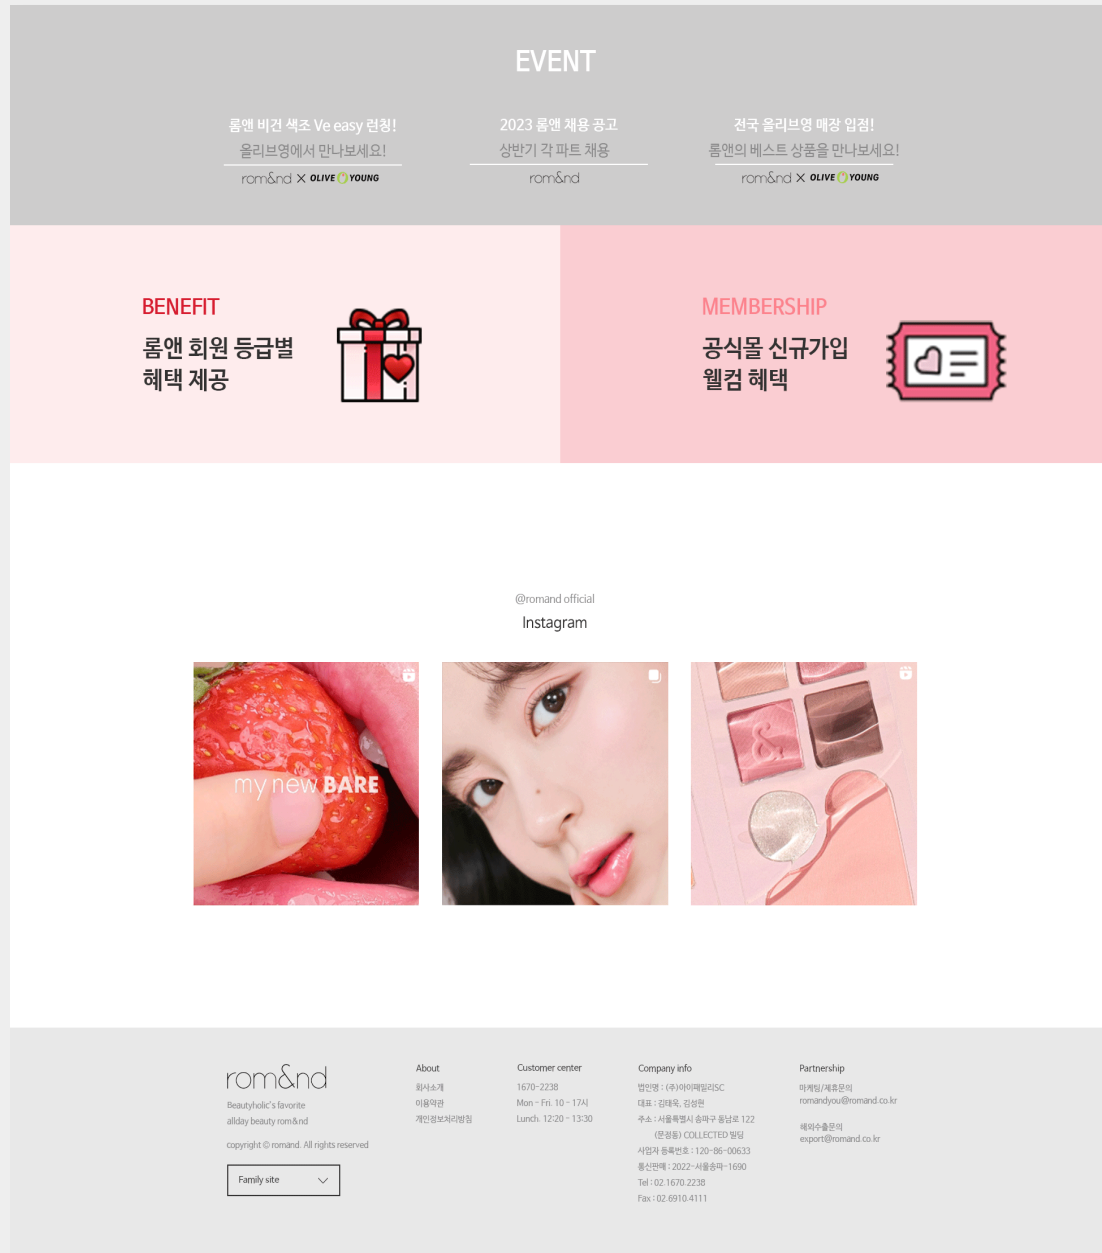 EVENT
롬앤 비건 색조 Ve easy 런칭!
올리브영에서 만나보세요!
rom&nd X OLIVE YOUNG
2023 롬앤 채용 공고
상반기 각 파트 채용
rom&nd
전국 올리브영 매장 입점!
롬앤의 베스트 상품을 만나보세요!
rom&nd X OLIVE YOUNG
BENEFIT
롬앤 회원 등급별
혜택 제공
MEMBERSHIP
공식몰 신규가입
웰컴 혜택
@romand official
Instagram
my new BARE
rom&nd
Beautyholic's favorite
allday beauty rom&nd
copyright © romand. All rights reserved
Family site
About
회사소개
이용약관
개인정보처리방침
Customer center
1670-2238
Mon - Fri. 10 - 17시
Lunch. 12:20 - 13:30
Company info
법인명 : (주)아이패밀리SC
대표 : 김태욱, 김성현
주소 : 서울특별시 송파구 동남로 122
(문정동) COLLECTED 빌딩
사업자 등록번호 : 120-86-00633
통신판매 : 2022-서울송파-1690
Tel : 02.1670.2238
Fax : 02.6910.4111
Partnership
마케팅/제휴문의
romandyou@romand.co.kr
해외수출문의
export@romand.co.kr